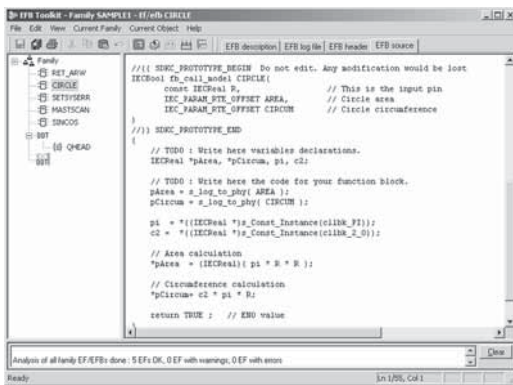 EFB Toolkit - Family SAMPLE1 - Ef/efb CIRCLE
File Edit View Current Family Current Object Help
EFB description EFB log file EFB header EFB source
Family
RET_ARW
CIRCLE
SETSYSERR
MASTSCAN
SINCOS
DDT
QHEAD
//(( SDKC_PROTOTYPE_BEGIN Do not edit. Any modification would be lost
IECBool fb_call_model CIRCLE(
const IECReal R, // This is the input pin
IEC_PARAM_RTE_OFFSET AREA, // Circle area
IEC_PARAM_RTE_OFFSET CIRCUM // Circle circumference
)
//)) SDKC_PROTOTYPE_END
{
// TODO : Write here variables declarations.
IECReal *pArea, *pCircum, pi, c2;
// TODO : Write here the code for your function block.
pArea = s_log_to_phy( AREA );
pCircum = s_log_to_phy( CIRCUM );
pi = *((IECReal *)s_Const_Instance(clibk_PI));
c2 = *((IECReal *)s_Const_Instance(clibk_2_0));
// Area calculation
*pArea = (IECReal)( pi * R * R );
// Circumference calculation
*pCircum= c2 * pi * R;
return TRUE ; // ENO value
Analysis of all family EF/EFBs done : 5 EFs OK, 0 EF with warnings, 0 EF with errors
Clear
Ready
Ln 1/55, Col 1